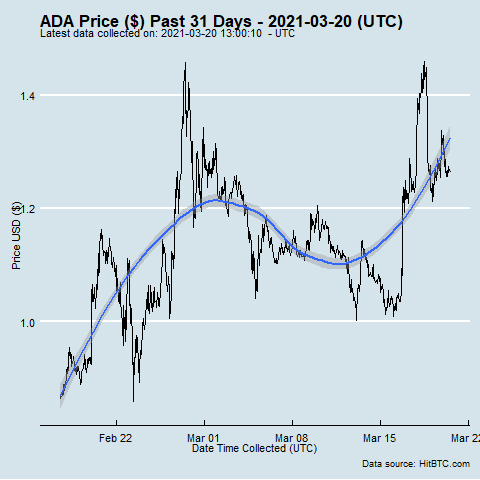 ADA Price ($) Past 31 Days - 2021-03-20 (UTC)
Latest data collected on: 2021-03-20 13:00:10 - UTC
1.4
1.2
1.0
Price USD ($)
Feb 22 Mar 01 Mar 08 Mar 15 Mar 22
Date Time Collected (UTC)
Data source: HitBTC.com